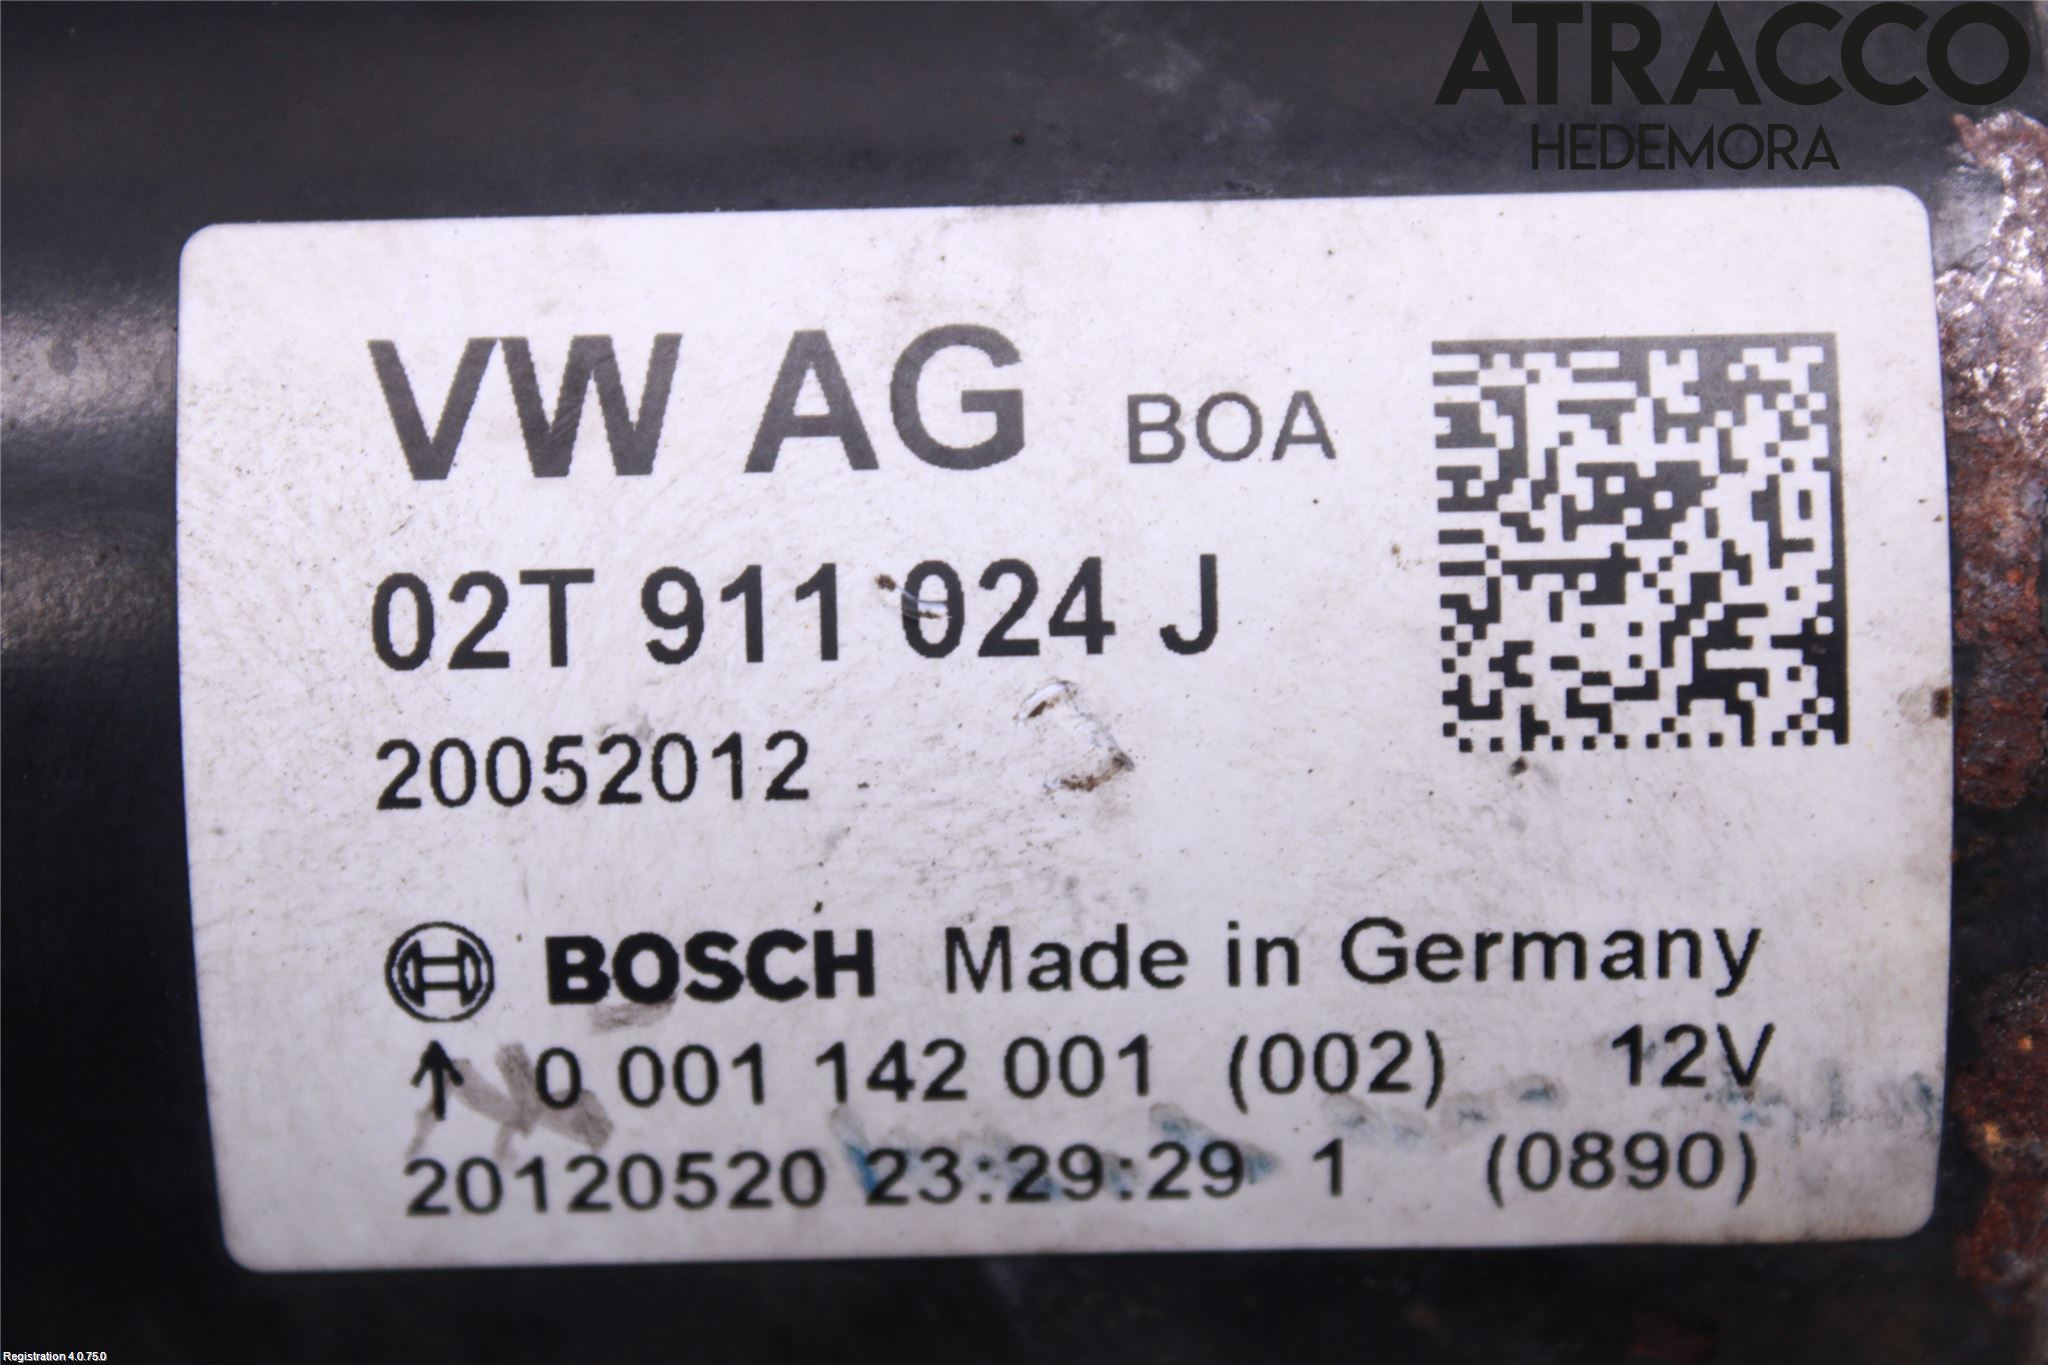 ATRACCO
HEDEMORA
VW AG BOA
02T 911 024 J
20052012
BOSCH Made in Germany
↑ 0 001 142 001 (002) 12V
20120520 23:29:29 1 (0890)
Registration 4.0.75.0